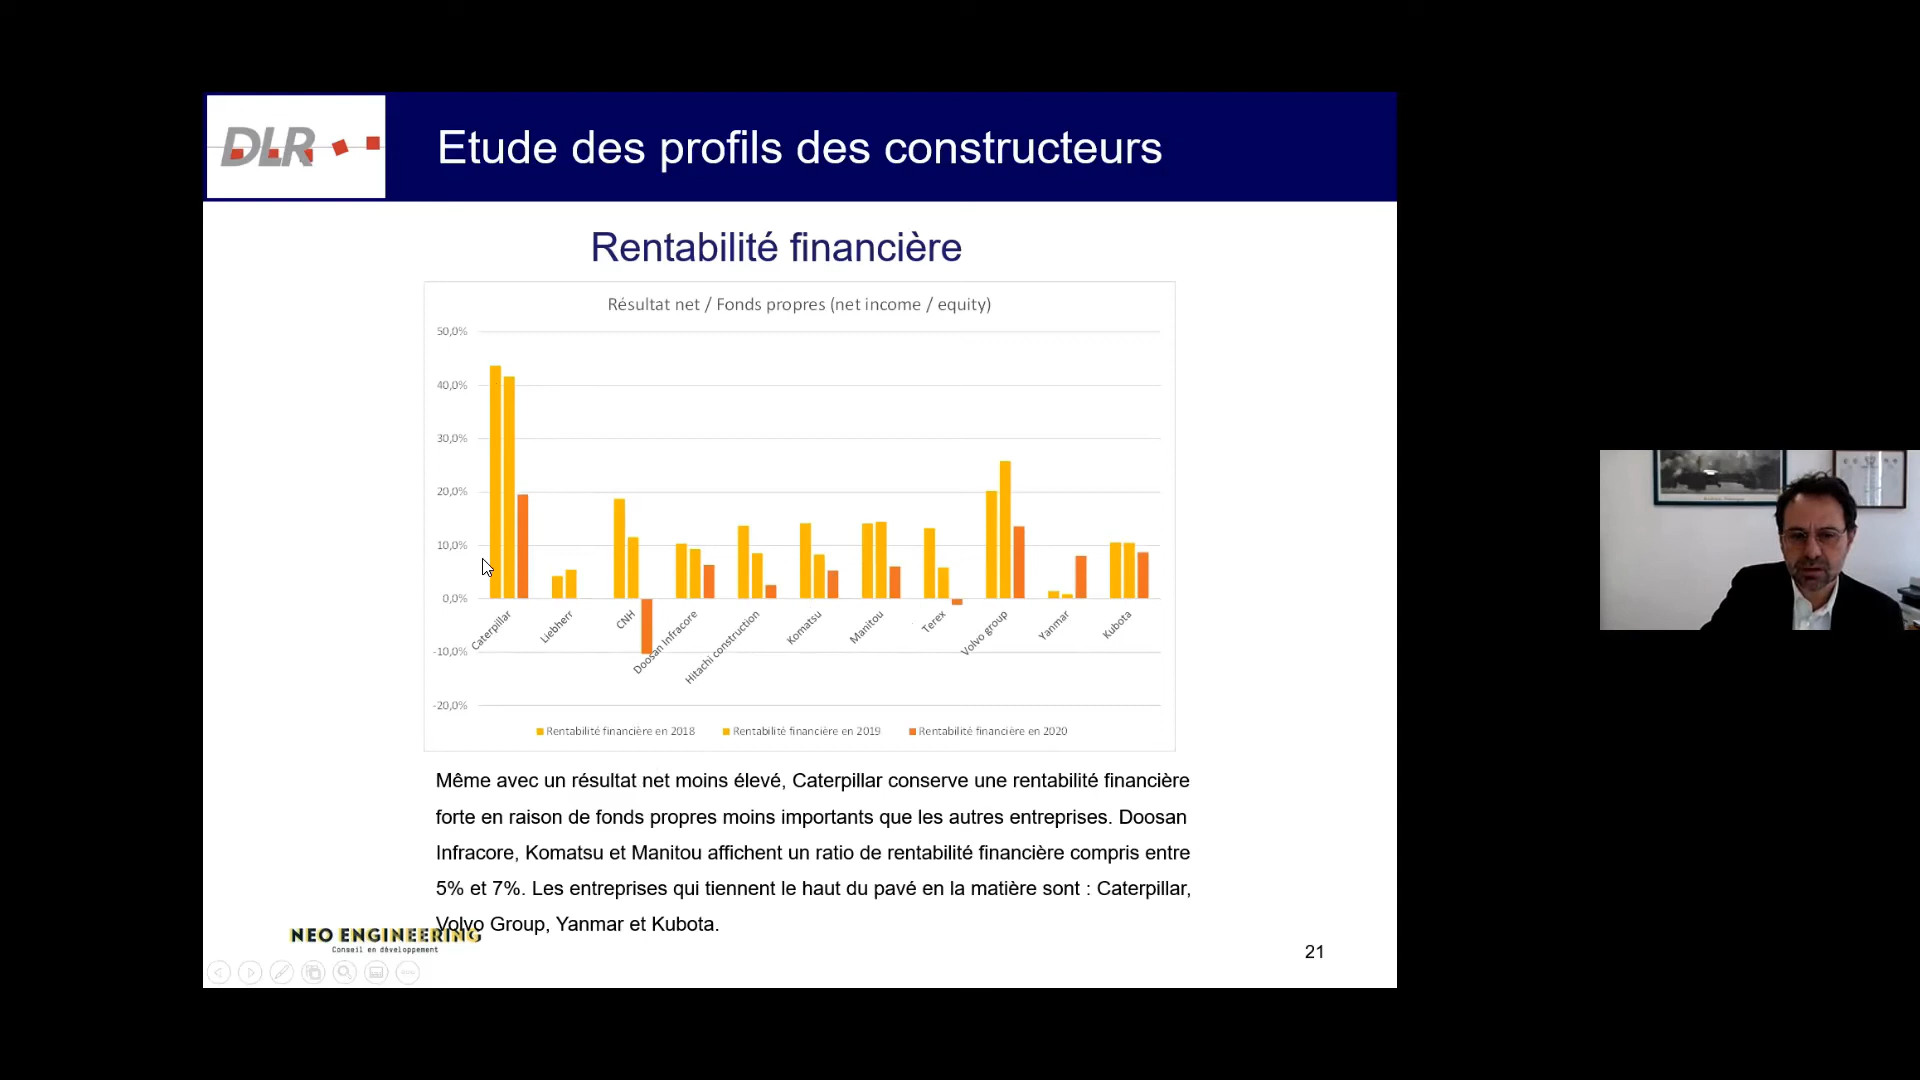 DLR
Etude des profils des constructeurs
Rentabilité financière
Résultat net / Fonds propres (net income / equity)
50,0%
40,0%
30,0%
20,0%
10,0%
0,0%
-10,0%
-20,0%
Caterpillar
Liebherr
CNH
Doosan Infracore
Hitachi construction
Komatsu
Manitou
Terex
Volvo group
Yanmar
Kubota
Rentabilité financière en 2018
Rentabilité financière en 2019
Rentabilité financière en 2020
Même avec un résultat net moins élevé, Caterpillar conserve une rentabilité financière
forte en raison de fonds propres moins importants que les autres entreprises. Doosan
Infracore, Komatsu et Manitou affichent un ratio de rentabilité financière compris entre
5% et 7%. Les entreprises qui tiennent le haut du pavé en la matière sont : Caterpillar,
Volvo Group, Yanmar et Kubota.
NEO ENGINEERING
Conseil en développement
21